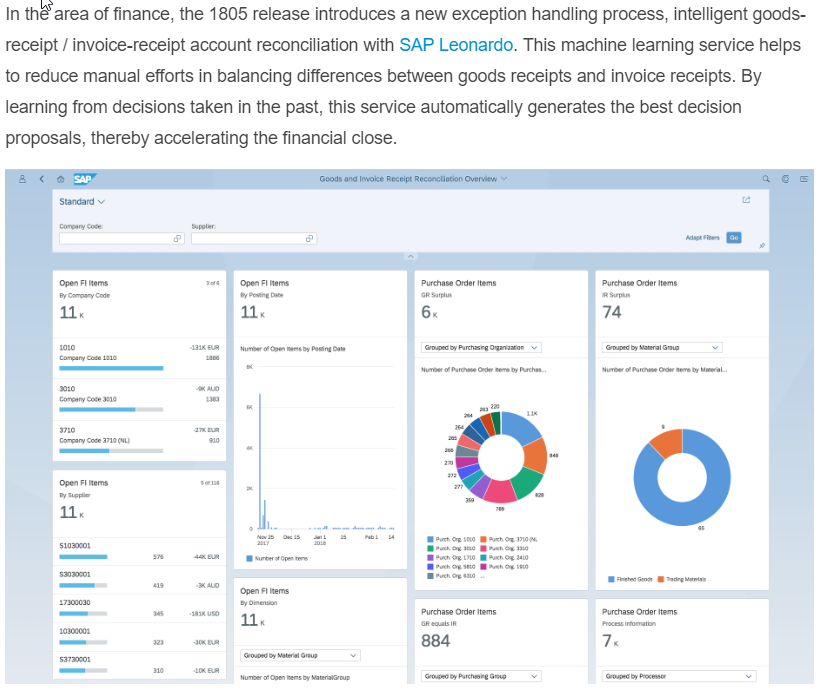 In the area of finance, the 1805 release introduces a new exception handling process, intelligent goods-
receipt / invoice-receipt account reconciliation with SAP Leonardo. This machine learning service helps
to reduce manual efforts in balancing differences between goods receipts and invoice receipts. By
learning from decisions taken in the past, this service automatically generates the best decision
proposals, thereby accelerating the financial close.
SAP
Goods and Invoice Receipt Reconciliation Overview
Standard
Company Code:
Supplier:
Adapt Filters
Go
Open FI Items
3 of 6
By Company Code
11 K
1010
-131K EUR
Company Code 1010
1886
3010
-9K AUD
Company Code 3010
1383
3710
-27K EUR
Company Code 3710 (NL)
910
Open FI Items
5 of 118
By Supplier
11 K
S1030001
576
-44K EUR
S3030001
419
-3K AUD
17300030
345
-181K USD
10300001
323
-30K EUR
S3730001
310
-10K EUR
Open FI Items
By Posting Date
11 K
Number of Open Items by Posting Date
8K
6K
4K
2K
0
Nov 25
Dec 15
Jan 1
15
Feb 1
14
2017
2018
Number of Open Items
Open FI Items
By Dimension
11 K
Grouped by Material Group
Number of Open Items by MaterialGroup
Purchase Order Items
GR Surplus
6 K
Grouped by Purchasing Organization
Number of Purchase Order Items by Purchas...
1.1K
848
828
789
359
277
272
270
266
265
264
264
263
220
Purch. Org. 1010
Purch. Org. 3710 (NL
Purch. Org. 3010
Purch. Org. 3310
Purch. Org. 1710
Purch. Org. 2410
Purch. Org. 5810
Purch. Org. 1910
Purch. Org. 6310
...
Purchase Order Items
GR equals IR
884
Grouped by Purchasing Group
Purchase Order Items
IR Surplus
74
Grouped by Material Group
Number of Purchase Order Items by Material...
9
65
Finished Goods
Trading Materials
Purchase Order Items
Process Information
7 K
Grouped by Processor